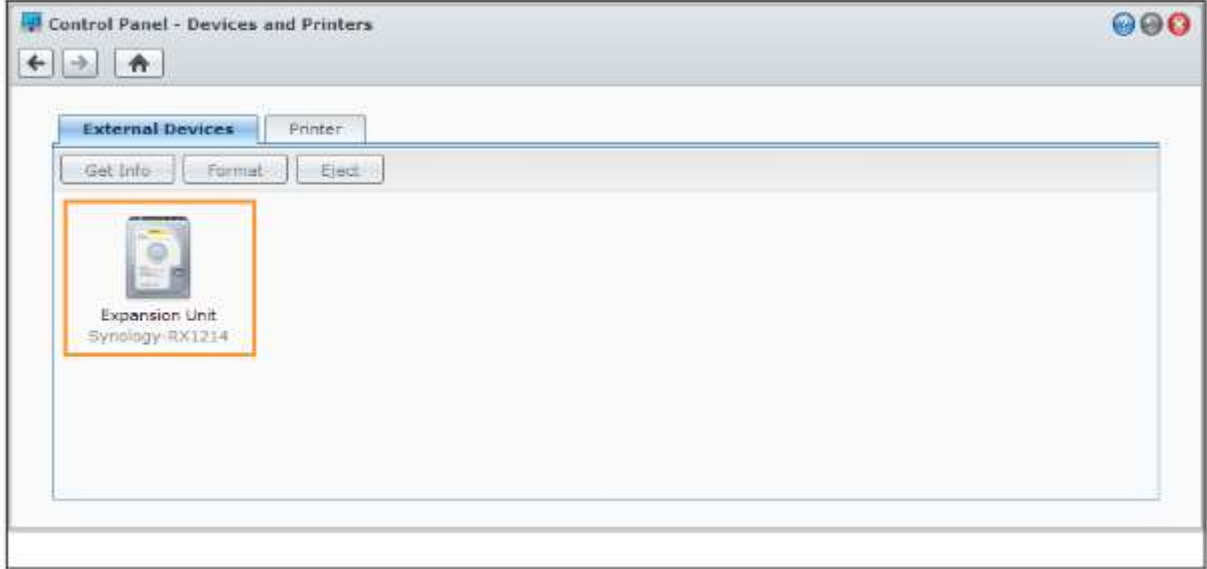 Control Panel - Devices and Printers
External Devices Printer
Get Info Format Eject
Expansion Unit
Synology-RX1214